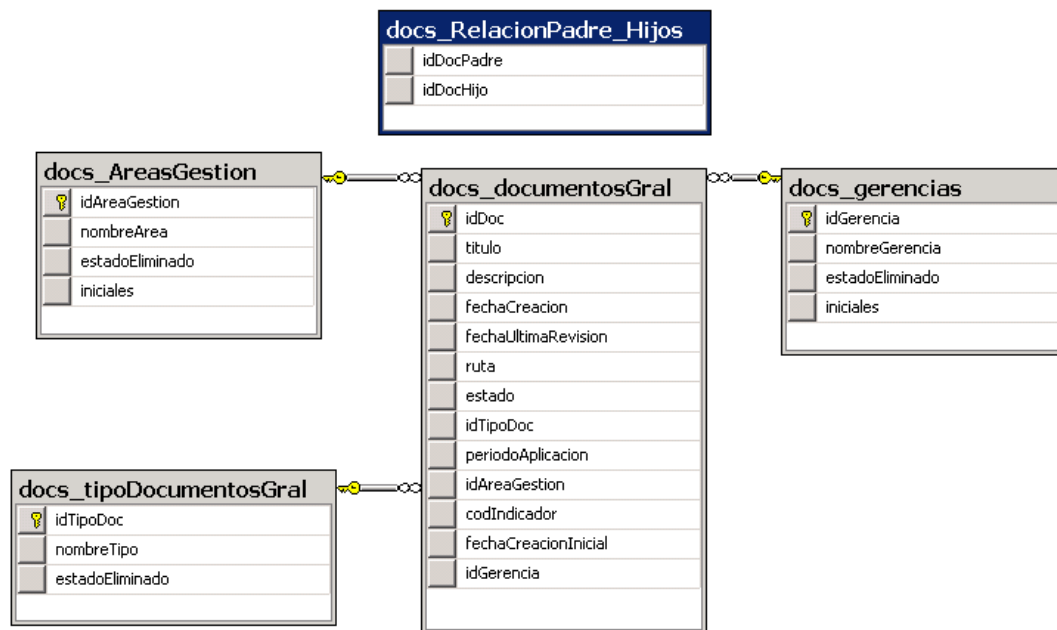 docs_RelacionPadre_Hijos
idDocPadre
idDocHijo
docs_AreasGestion
idAreaGestion
nombreArea
estadoEliminado
iniciales
docs_documentosGral
idDoc
titulo
descripcion
fechaCreacion
fechaUltimaRevision
ruta
estado
idTipoDoc
periodoAplicacion
idAreaGestion
codIndicador
fechaCreacionInicial
idGerencia
docs_gerencias
idGerencia
nombreGerencia
estadoEliminado
iniciales
docs_tipoDocumentosGral
idTipoDoc
nombreTipo
estadoEliminado